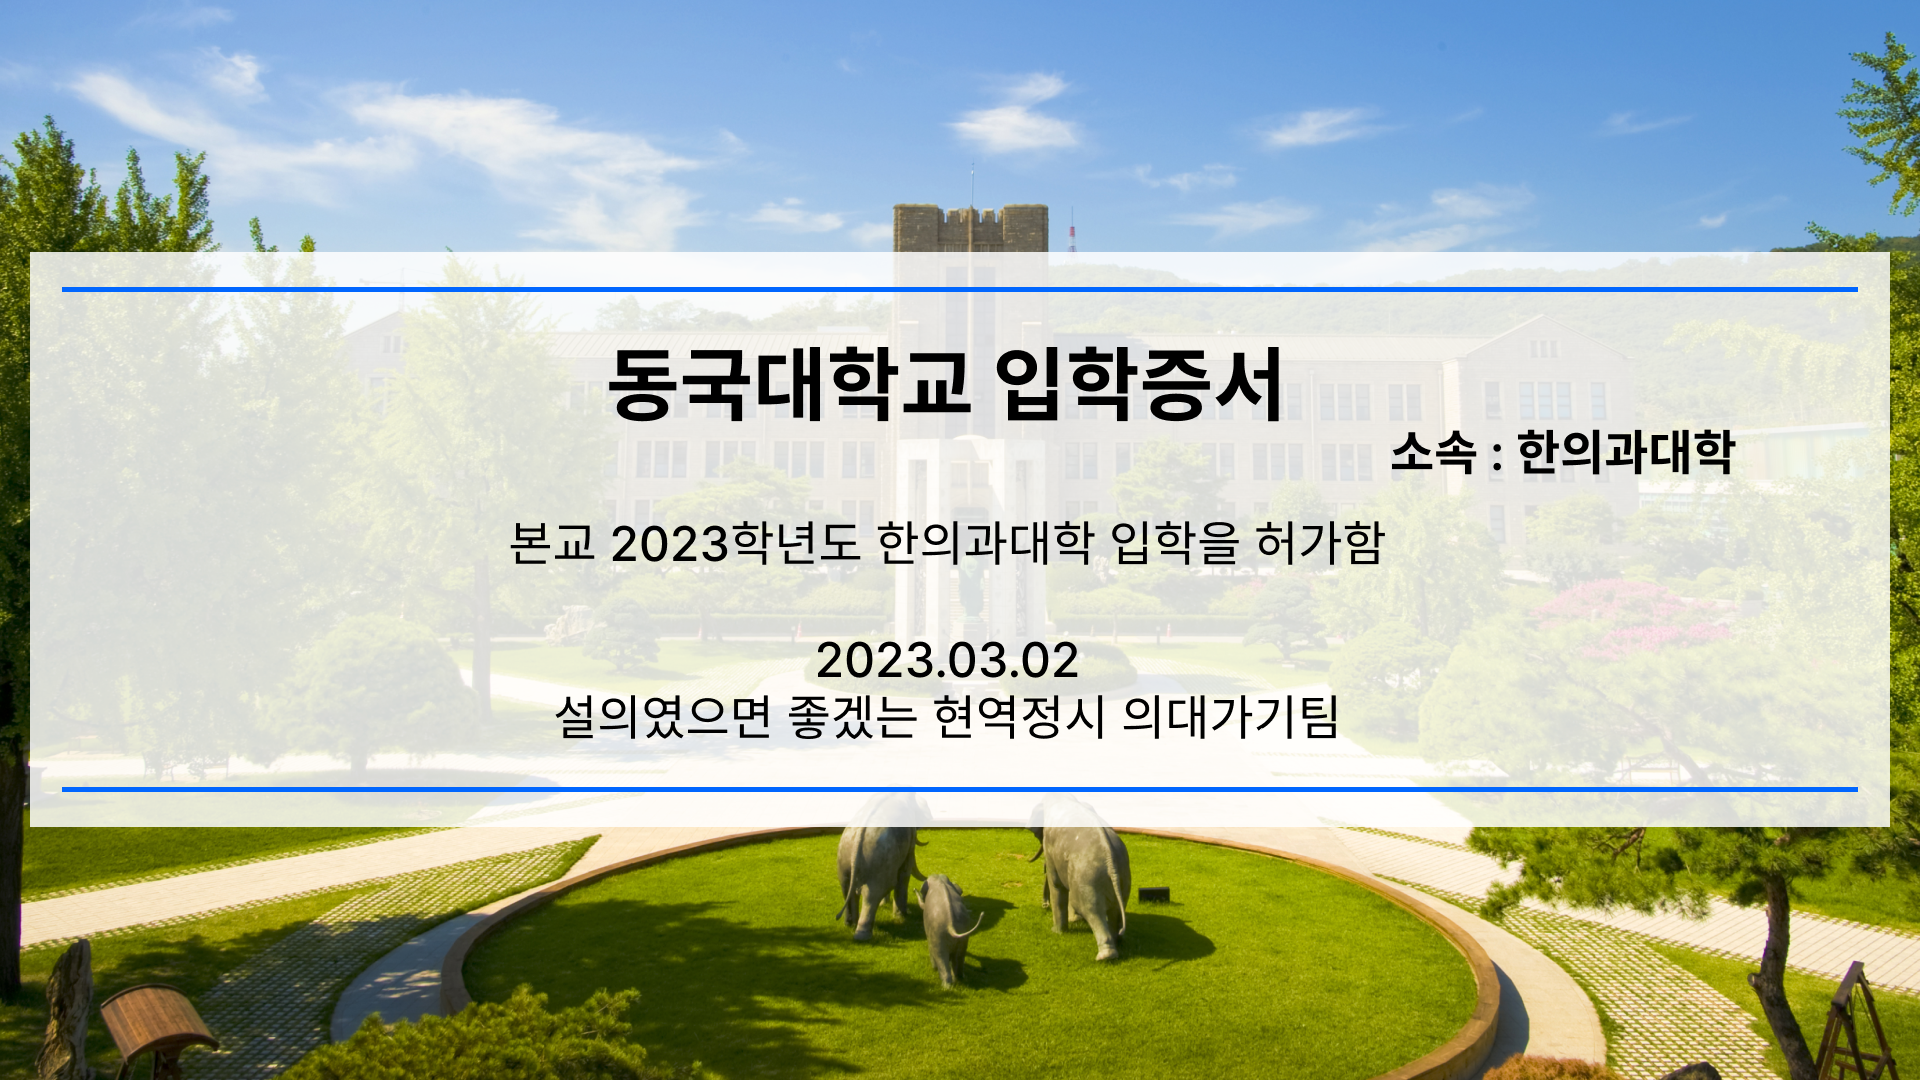 동국대학교 입학증서
소속 : 한의과대학
본교 2023학년도 한의과대학 입학을 허가함
2023.03.02
설의였으면 좋겠는 현역정시 의대가기팀